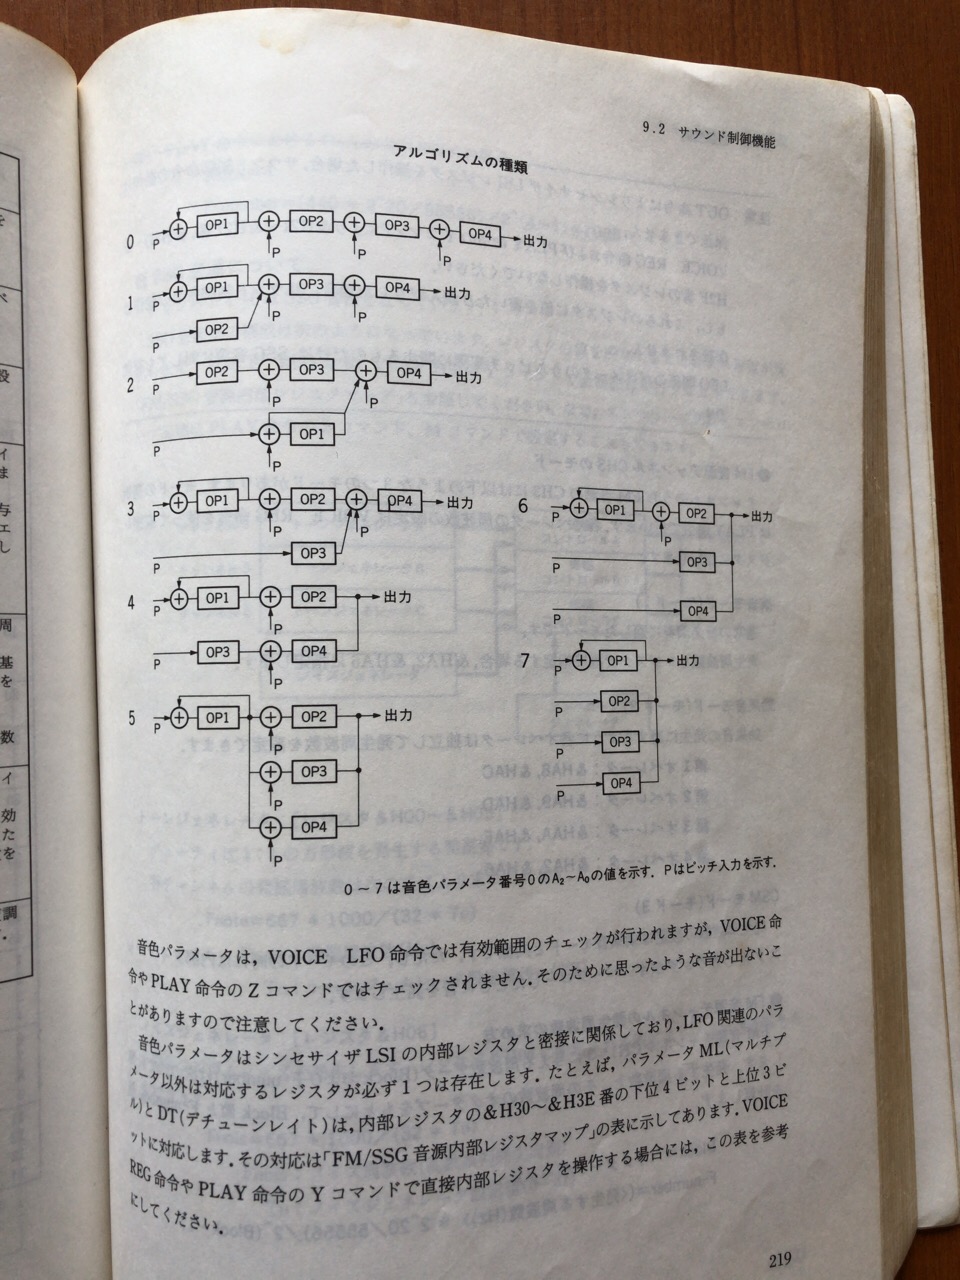 9.2 サウンド制御機能
アルゴリズムの種類
0 P OP1 P OP2 P OP3 P OP4 出力
1 P OP1 P OP3 P OP4 出力
P OP2
2 P OP2 P OP3 P OP4 出力
P P OP1
3 P OP1 P OP2 P OP4 出力
P OP3
4 P OP1 P OP2 出力
P OP3 P OP4
5 P OP1 P OP2 出力
P OP3
P OP4
6 P OP1 P OP2 出力
P OP3
P OP4
7 P OP1 出力
P OP2
P OP3
P OP4
0～7は音色パラメータ番号0のA₂～A₀の値を示す．Pはピッチ入力を示す．
音色パラメータは，VOICE LFO命令では有効範囲のチェックが行われますが，VOICE命
令やPLAY命令のZコマンドではチェックされません．そのために思ったような音が出ないこ
とがありますので注意してください．
音色パラメータはシンセサイザLSIの内部レジスタと密接に関係しており，LFO関連のパラ
メータ以外は対応するレジスタが必ず1つは存在します．たとえば，パラメータML(マルチプ
ル)とDT(デチューンレイト)は，内部レジスタの＆H30～＆H3E番の下位4ビットと上位3ビ
ットに対応します．その対応は「FM/SSG音源内部レジスタマップ」の表に示してあります．VOICE
REG命令やPLAY命令のYコマンドで直接内部レジスタを操作する場合には，この表を参考
にしてください．
219